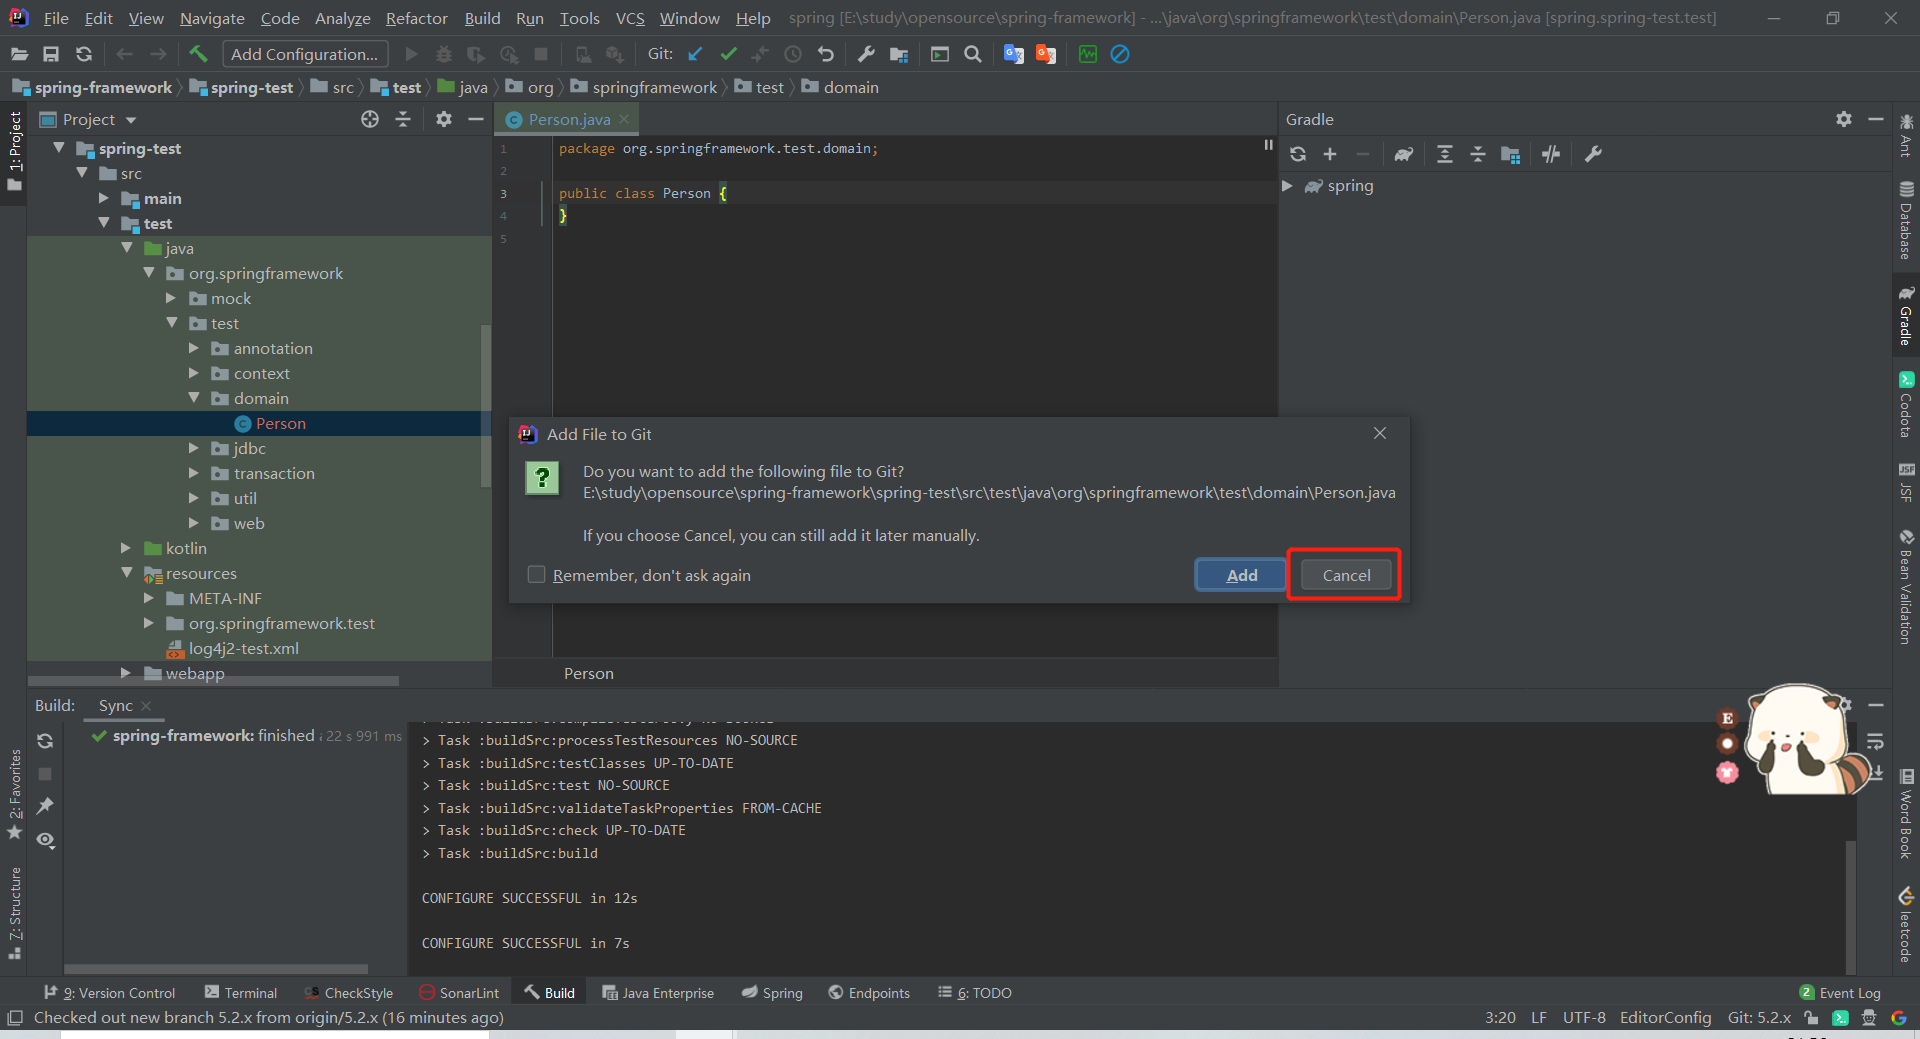 File Edit View Navigate Code Analyze Refactor Build Run Tools VCS Window Help spring [E:\study\opensource\spring-framework] - ...\java\org\springframework\test\domain\Person.java [spring.spring-test.test]
Add Configuration... Git:
spring-framework spring-test src test java org springframework test domain
1: Project
Project
spring-test
src
main
test
java
org.springframework
mock
test
annotation
context
domain
Person
jdbc
transaction
util
web
kotlin
resources
META-INF
org.springframework.test
log4j2-test.xml
webapp
Person.java
1 package org.springframework.test.domain;
2
3 public class Person {
4 }
5
Person
Gradle
spring
Ant
Database
Gradle
Codota
JSF
Bean Validation
Word Book
leetcode
Add File to Git
Do you want to add the following file to Git?
E:\study\opensource\spring-framework\spring-test\src\test\java\org\springframework\test\domain\Person.java
If you choose Cancel, you can still add it later manually.
Remember, don't ask again
Add Cancel
Build: Sync
spring-framework: finished 22 s 991 ms
> Task :buildSrc:processTestResources NO-SOURCE
> Task :buildSrc:testClasses UP-TO-DATE
> Task :buildSrc:test NO-SOURCE
> Task :buildSrc:validateTaskProperties FROM-CACHE
> Task :buildSrc:check UP-TO-DATE
> Task :buildSrc:build
CONFIGURE SUCCESSFUL in 12s
CONFIGURE SUCCESSFUL in 7s
E
2: Favorites
7: Structure
9: Version Control Terminal CheckStyle SonarLint Build Java Enterprise Spring Endpoints 6: TODO 2 Event Log
Checked out new branch 5.2.x from origin/5.2.x (16 minutes ago) 3:20 LF UTF-8 EditorConfig Git: 5.2.x